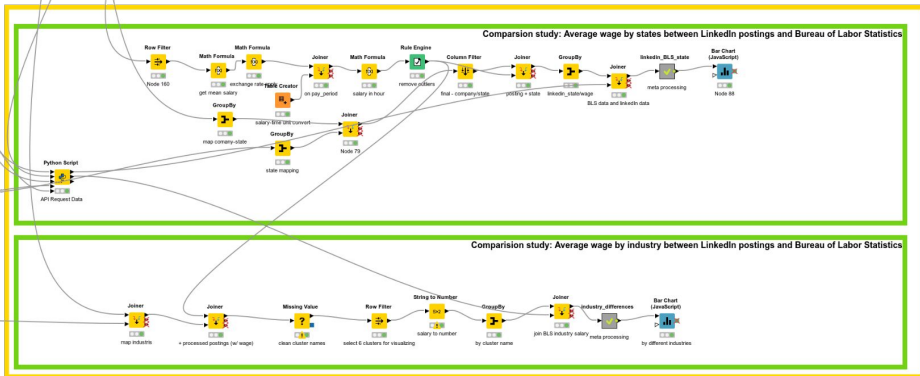 Comparsion study: Average wage by states between LinkedIn postings and Bureau of Labor Statistics
Row Filter
Node 160
Math Formula
get mean salary
Math Formula
exchange rate apply
Table Creator
salary-time unit convert
Joiner
on pay_period
Math Formula
salary in hour
Rule Engine
remove outliers
Column Filter
final - company/state
Joiner
posting + state
GroupBy
linkedin_state/wage
Joiner
BLS data and linkedIn data
linkedin_BLS_state
meta processing
Bar Chart
(JavaScript)
Node 88
GroupBy
map comany-state
GroupBy
state mapping
Joiner
Node 79
Python Script
API Request Data
Comparision study: Average wage by industry between LinkedIn postings and Bureau of Labor Statistics
Joiner
map industris
Joiner
+ processed postings (w/ wage)
Missing Value
clean cluster names
Row Filter
select 6 clusters for visualizing
String to Number
salary to number
GroupBy
by cluster name
Joiner
join BLS industry salary
industry_differences
meta processing
Bar Chart
(JavaScript)
by different industries